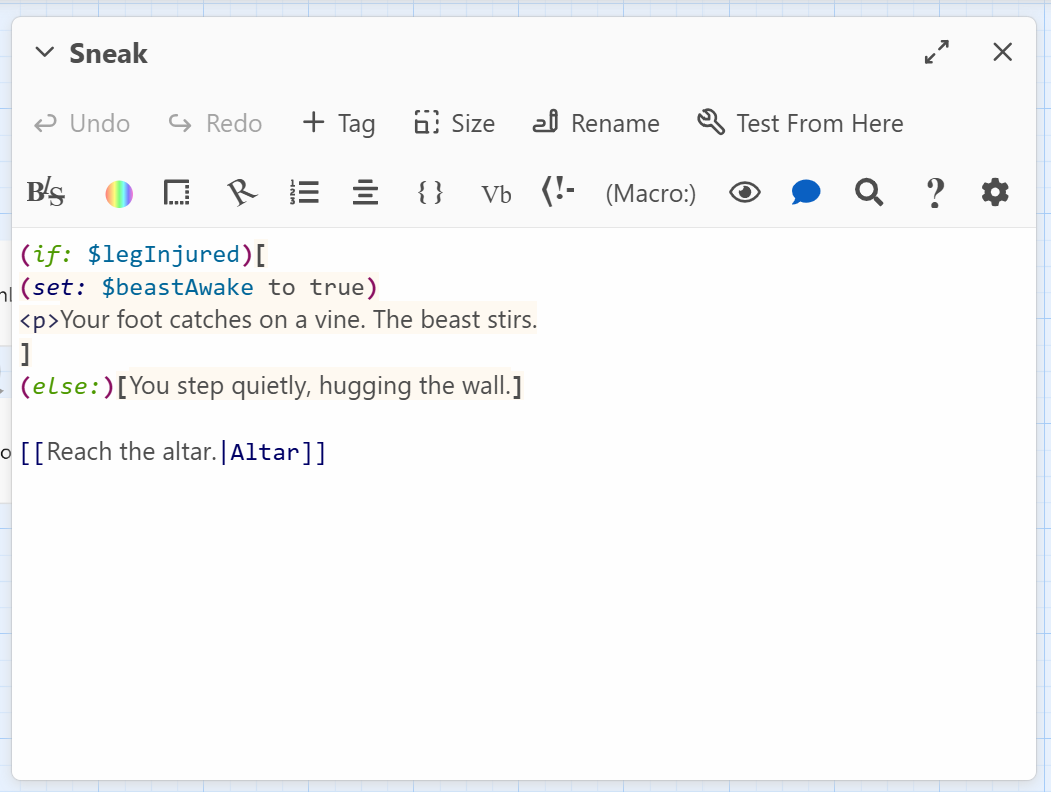 Sneak
Undo Redo + Tag Size Rename Test From Here
B/S { } Vb (!- (Macro:) ?
(if: $legInjured)[
(set: $beastAwake to true)
<p>Your foot catches on a vine. The beast stirs.
]
(else:)[You step quietly, hugging the wall.]
[[Reach the altar.|Altar]]